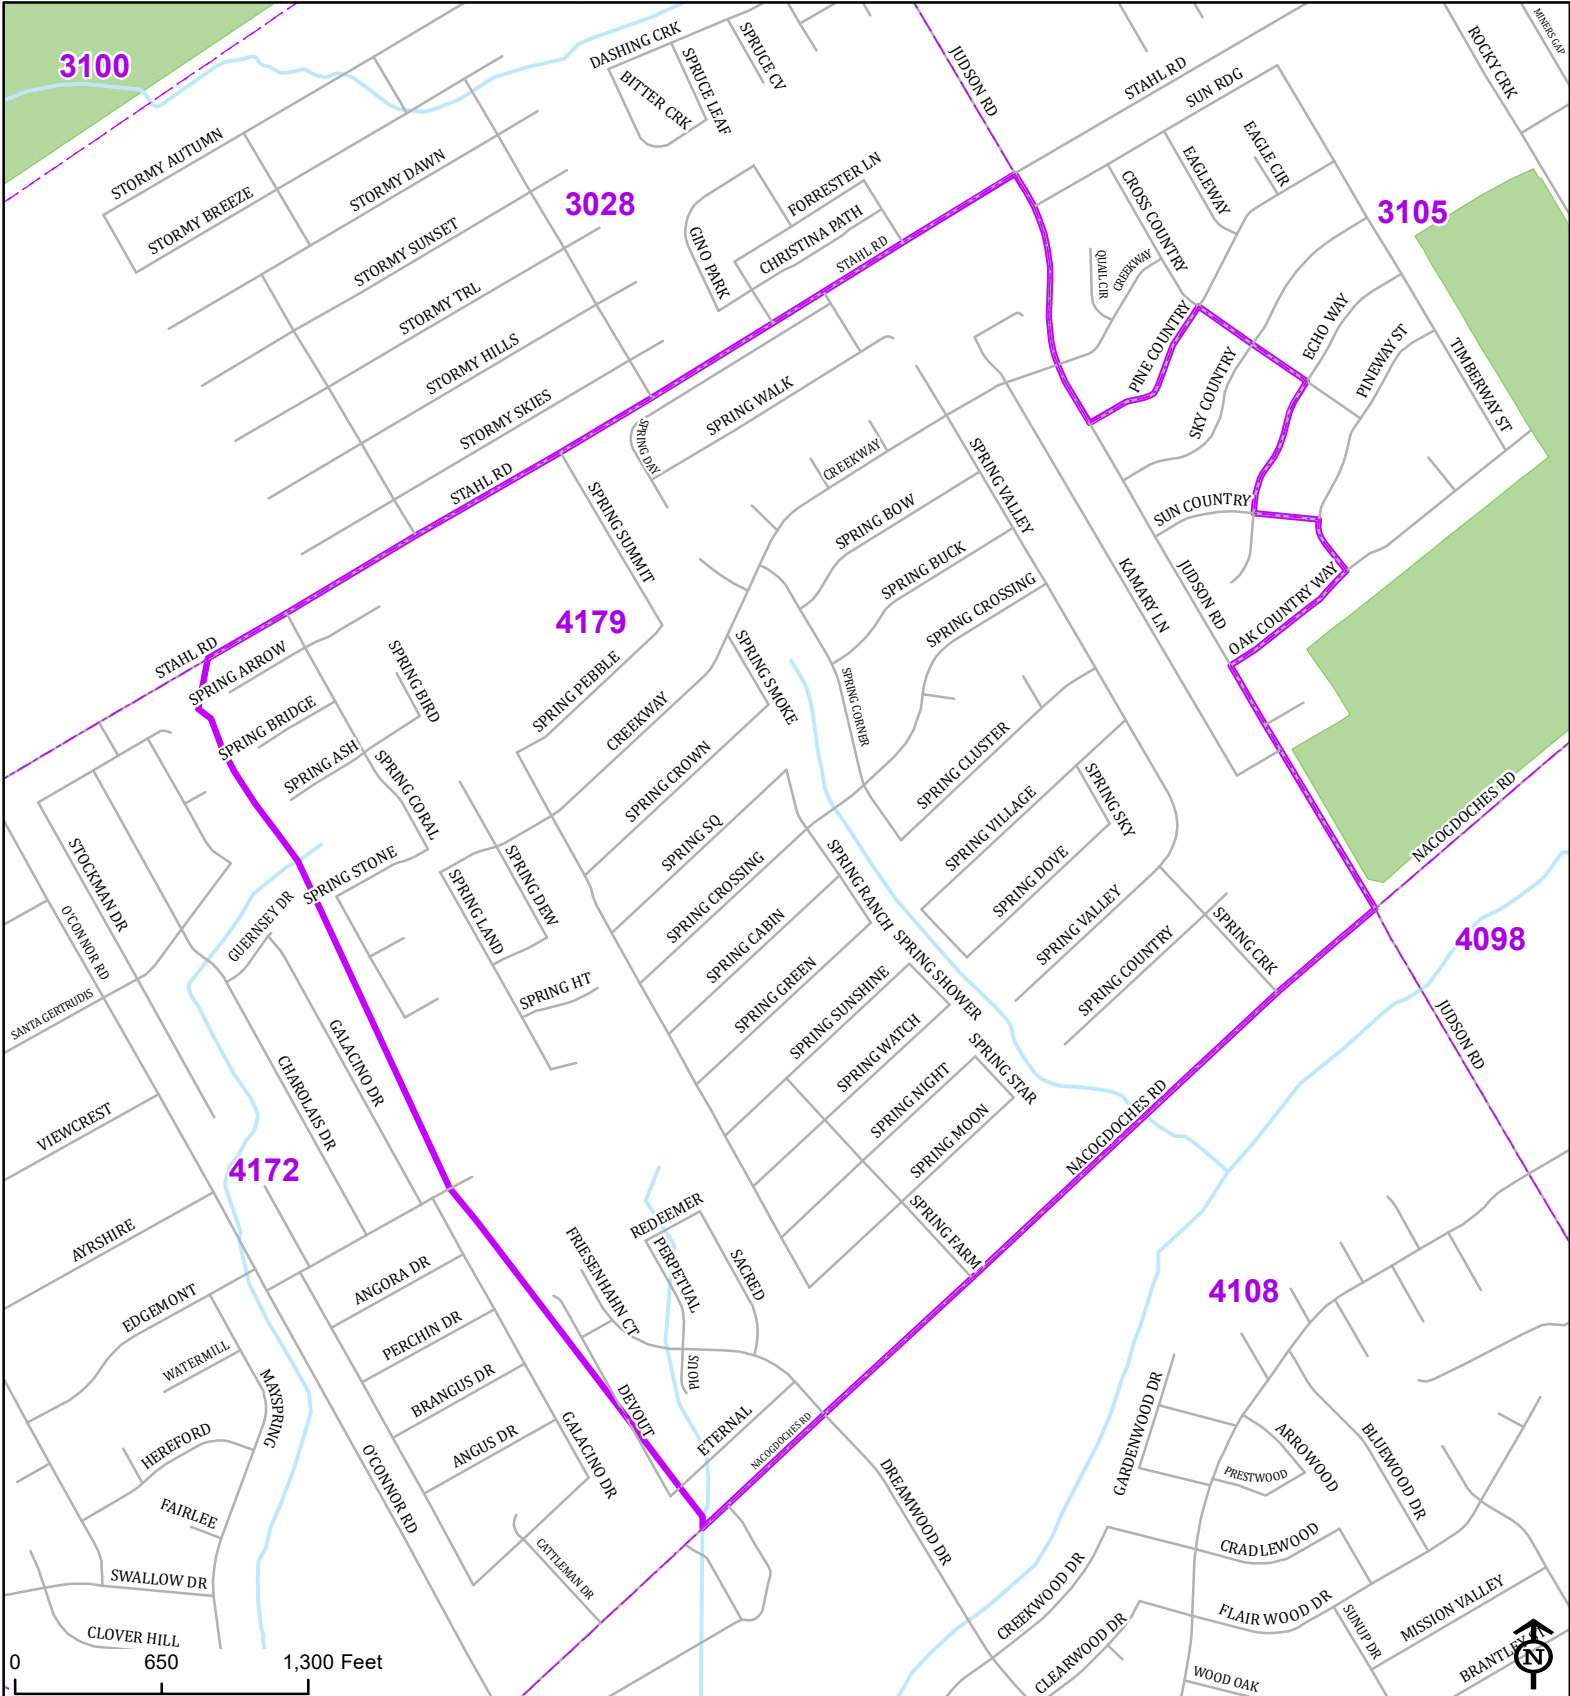 3100
STORMY AUTUMN
STORMY BREEZE
STORMY DAWN
STORMY SUNSET
STORMY TRL
STORMY HILLS
STORMY SKIES
3028
DASHING CRK
BITTER CRK
SPRUCE LEAF
SPRUCE CV
FORRESTER LN
CHRISTINA PATH
GINO PARK
STAHL RD
JUDSON RD
STAHL RD
SUN RDG
ROCKY CRK
MINERS GAP
EAGLE CIR
EAGLEWAY
CROSS COUNTRY
QUAIL CIR
CREEKWAY
3105
PINE COUNTRY
SKY COUNTRY
ECHO WAY
PINEWAY ST
TIMBERWAY ST
SUN COUNTRY
OAK COUNTRY WAY
JUDSON RD
KAMARY LN
STAHL RD
SPRING DAY
SPRING WALK
CREEKWAY
SPRING VALLEY
SPRING BOW
SPRING BUCK
SPRING CROSSING
SPRING SUMMIT
4179
STAHL RD
SPRING ARROW
SPRING BRIDGE
SPRING ASH
SPRING BIRD
SPRING CORAL
SPRING STONE
SPRING PEBBLE
CREEKWAY
SPRING SMOKE
SPRING CORNER
SPRING CROWN
SPRING SQ
SPRING CROSSING
SPRING CABIN
SPRING GREEN
SPRING SUNSHINE
SPRING WATCH
SPRING NIGHT
SPRING MOON
SPRING RANCH
SPRING SHOWER
SPRING STAR
SPRING FARM
SPRING CLUSTER
SPRING VILLAGE
SPRING SKY
SPRING DOVE
SPRING VALLEY
SPRING COUNTRY
SPRING CRK
NACOGDOCHES RD
NACOGDOCHES RD
4098
JUDSON RD
SPRING DEW
SPRING LAND
SPRING HT
STOCKMAN DR
O'CONNOR RD
GUERNSEY DR
SANTA GERTRUDIS
GALACINO DR
CHAROLAIS DR
VIEWCREST
4172
AYRSHIRE
EDGEMONT
WATERMILL
HEREFORD
MAYSPRING
FAIRLEE
SWALLOW DR
CLOVER HILL
ANGORA DR
PERCHIN DR
BRANGUS DR
ANGUS DR
GALACINO DR
O'CONNOR RD
CATTLEMAN DR
REDEEMER
PERPETUAL
SACRED
FRIESENHAHN CT
PIOUS
DEVOUT
ETERNAL
NACOGDOCHES RD
DREAMWOOD DR
4108
GARDENWOOD DR
PRESTWOOD
ARROWOOD
BLUEWOOD DR
CRADLEWOOD
CREEKWOOD DR
CLEARWOOD DR
FLAIR WOOD DR
SUNUP DR
MISSION VALLEY
BRANTLEY ST
WOOD OAK
N
0 650 1,300 Feet